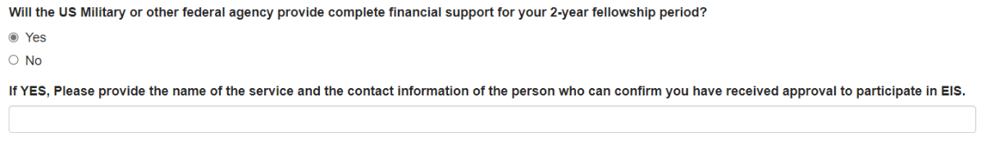 Will the US Military or other federal agency provide complete financial support for your 2-year fellowship period?
Yes
No
If YES, Please provide the name of the service and the contact information of the person who can confirm you have received approval to participate in EIS.